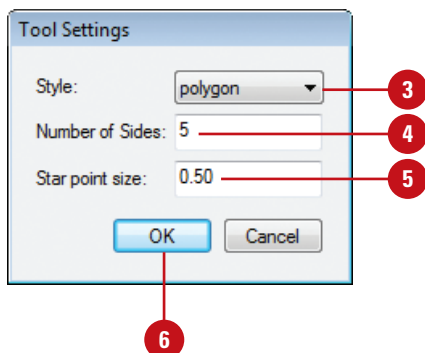 Tool Settings
Style: polygon 3
Number of Sides: 5 4
Star point size: 0.50 5
OK Cancel
6